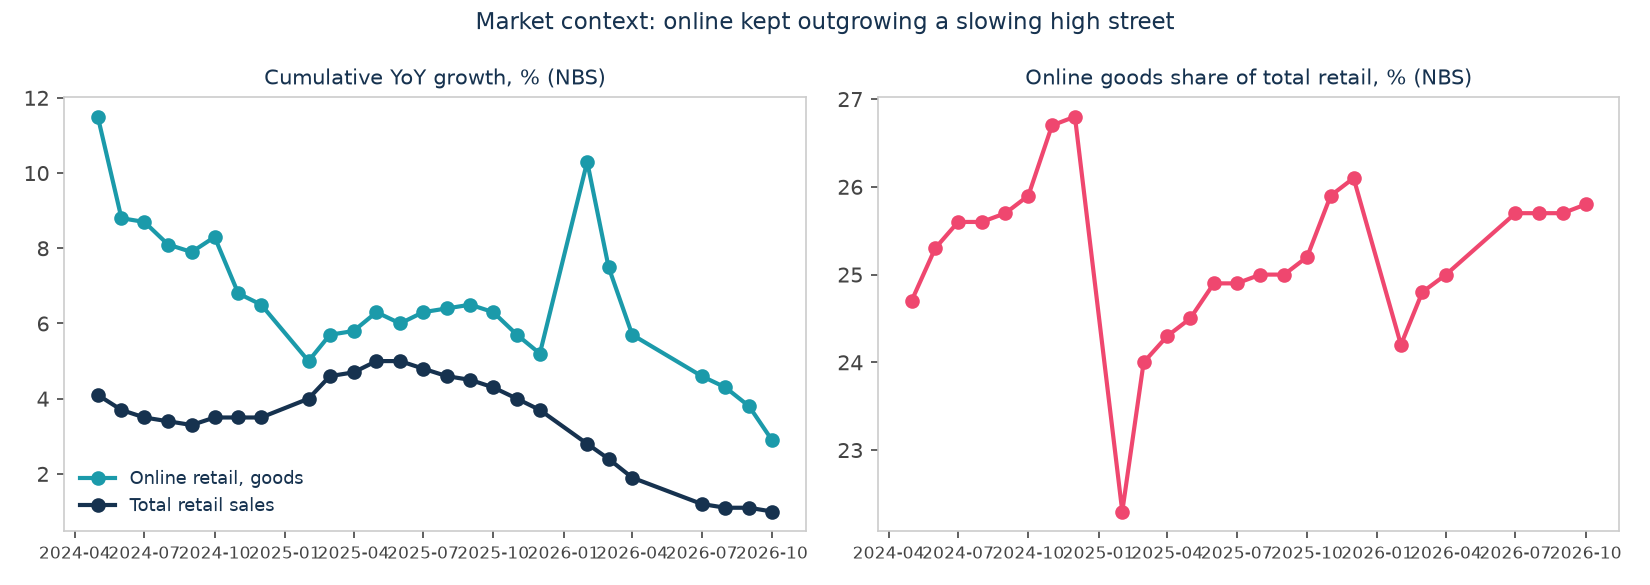 Market context: online kept outgrowing a slowing high street
Cumulative YoY growth, % (NBS)
12
10
8
6
4
2
Online retail, goods
Total retail sales
2024-04 2024-07 2024-10 2025-01 2025-04 2025-07 2025-10 2026-01 2026-04 2026-07 2026-10
Online goods share of total retail, % (NBS)
27
26
25
24
23
2024-04 2024-07 2024-10 2025-01 2025-04 2025-07 2025-10 2026-01 2026-04 2026-07 2026-10